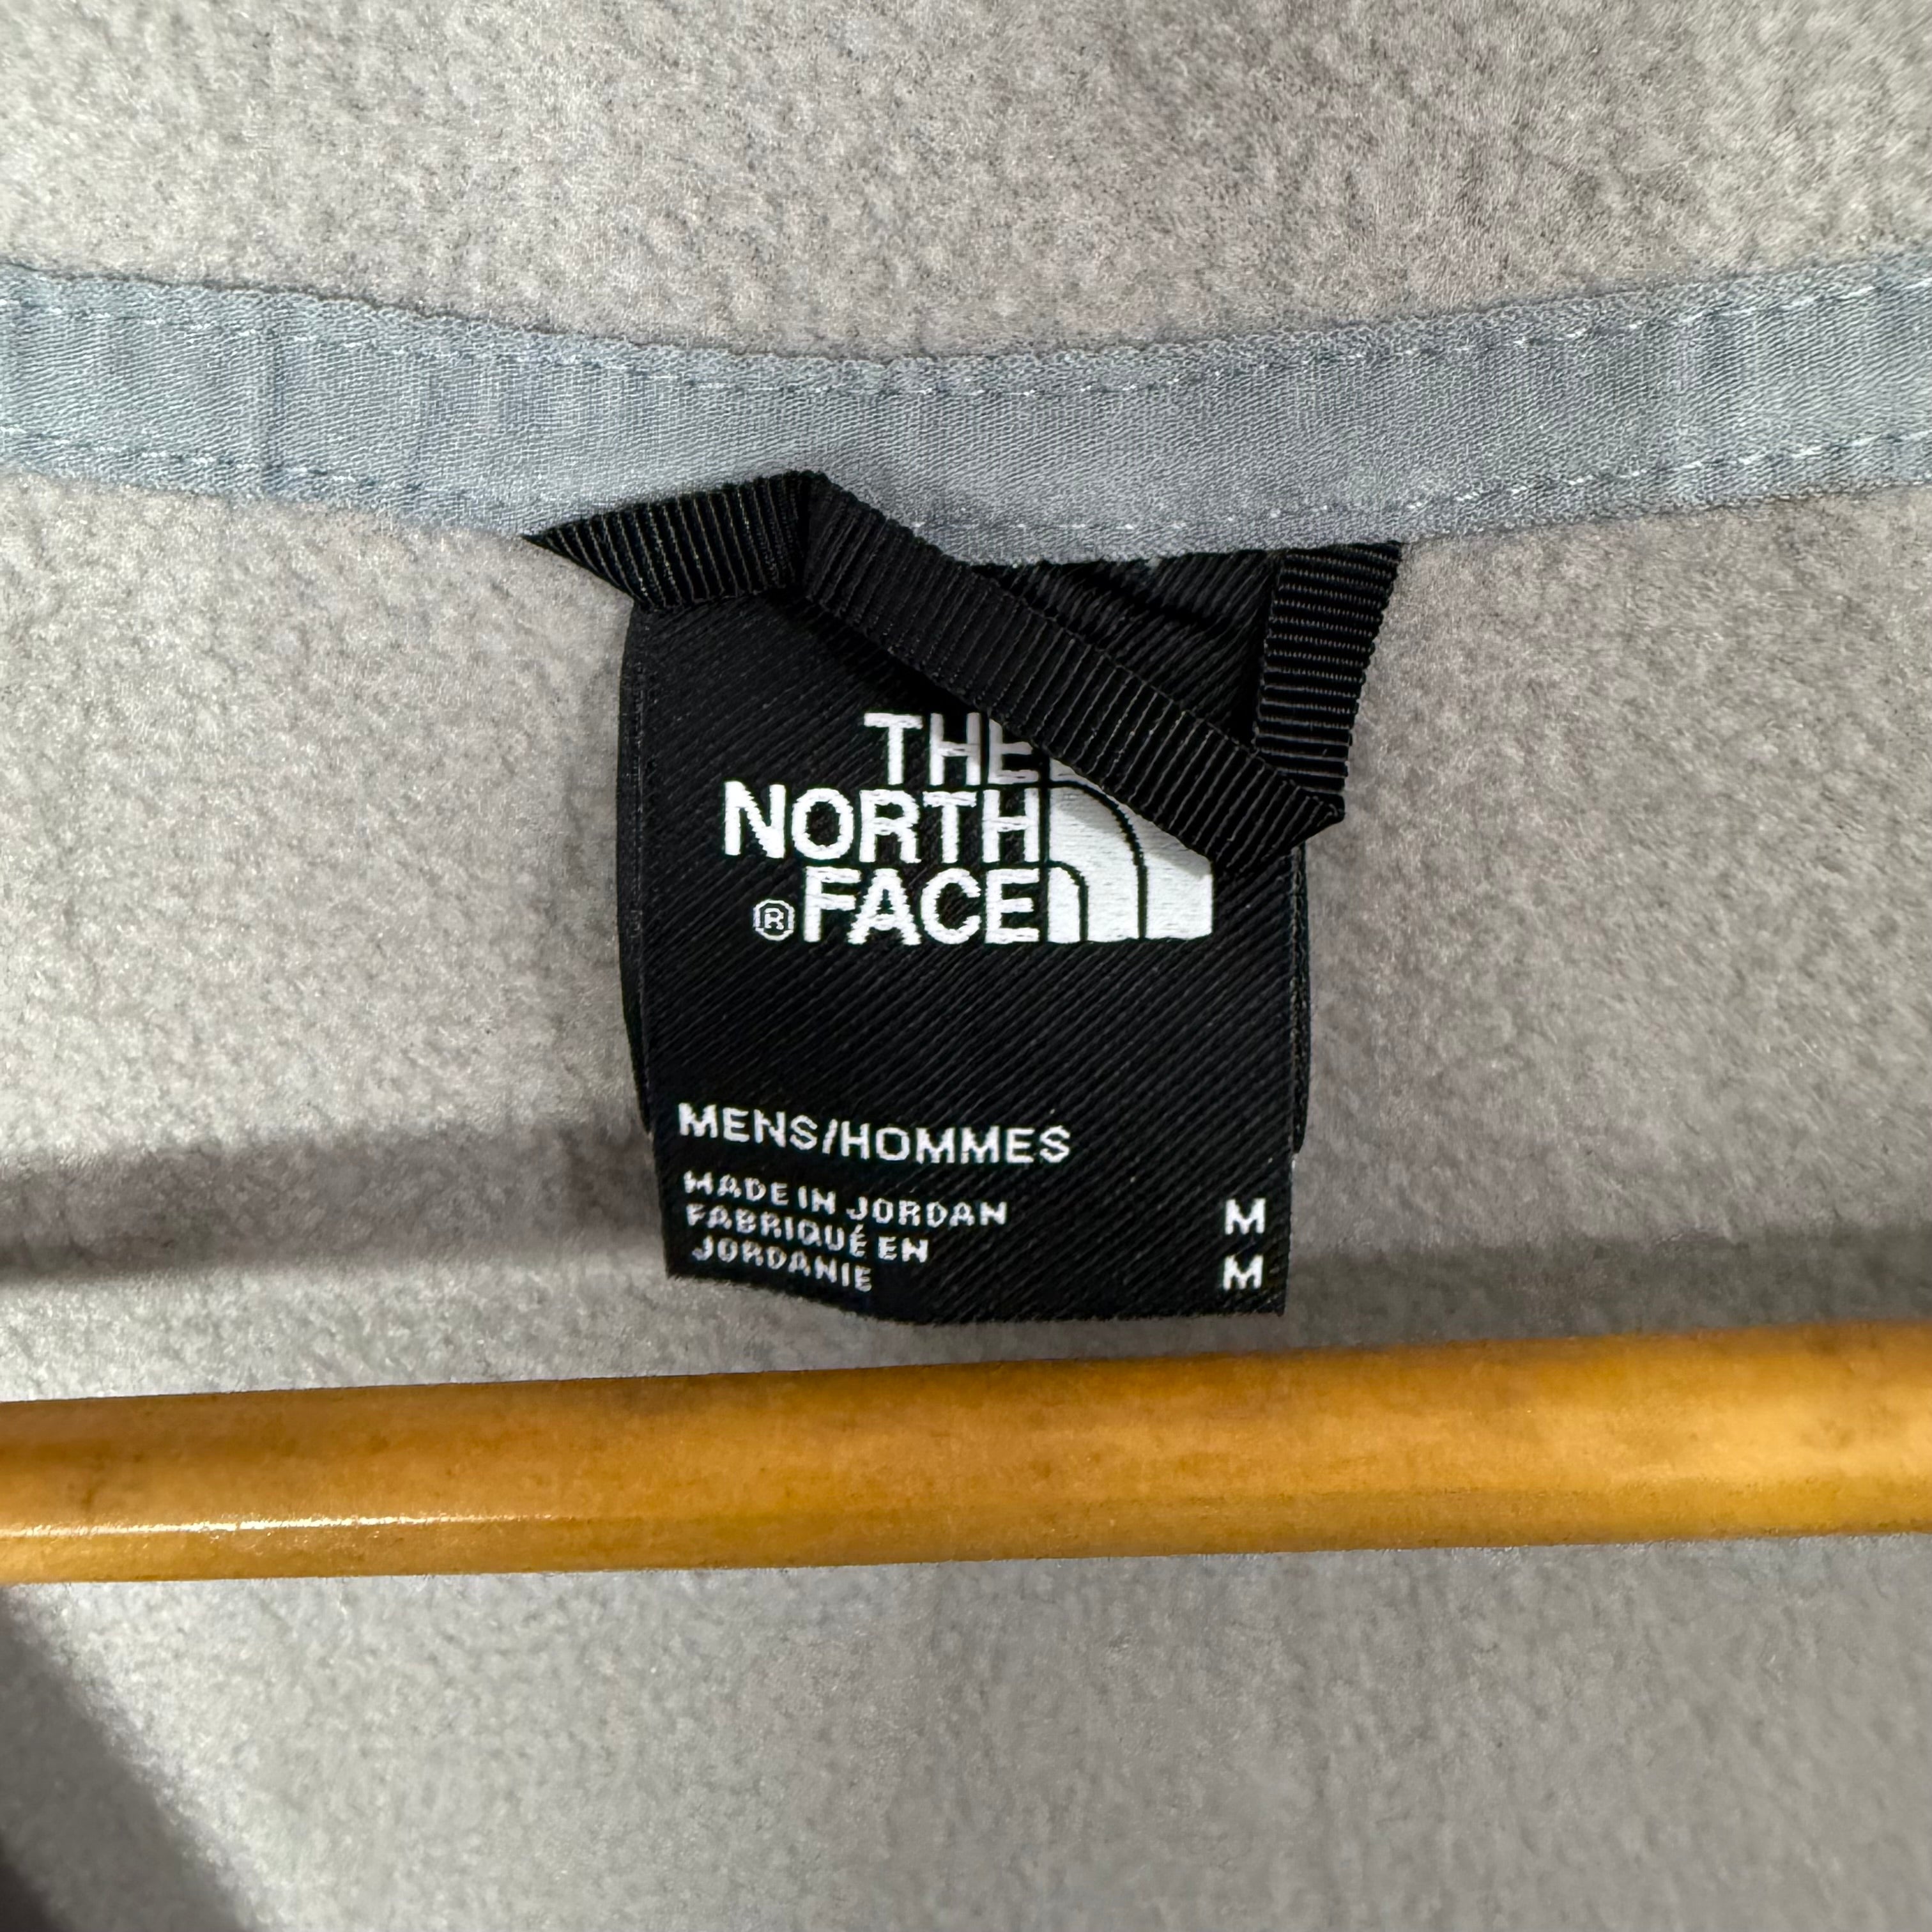 THE
NORTH
®FACE
MENS/HOMMES
MADE IN JORDAN
FABRIQUÉ EN
JORDANIE
M
M